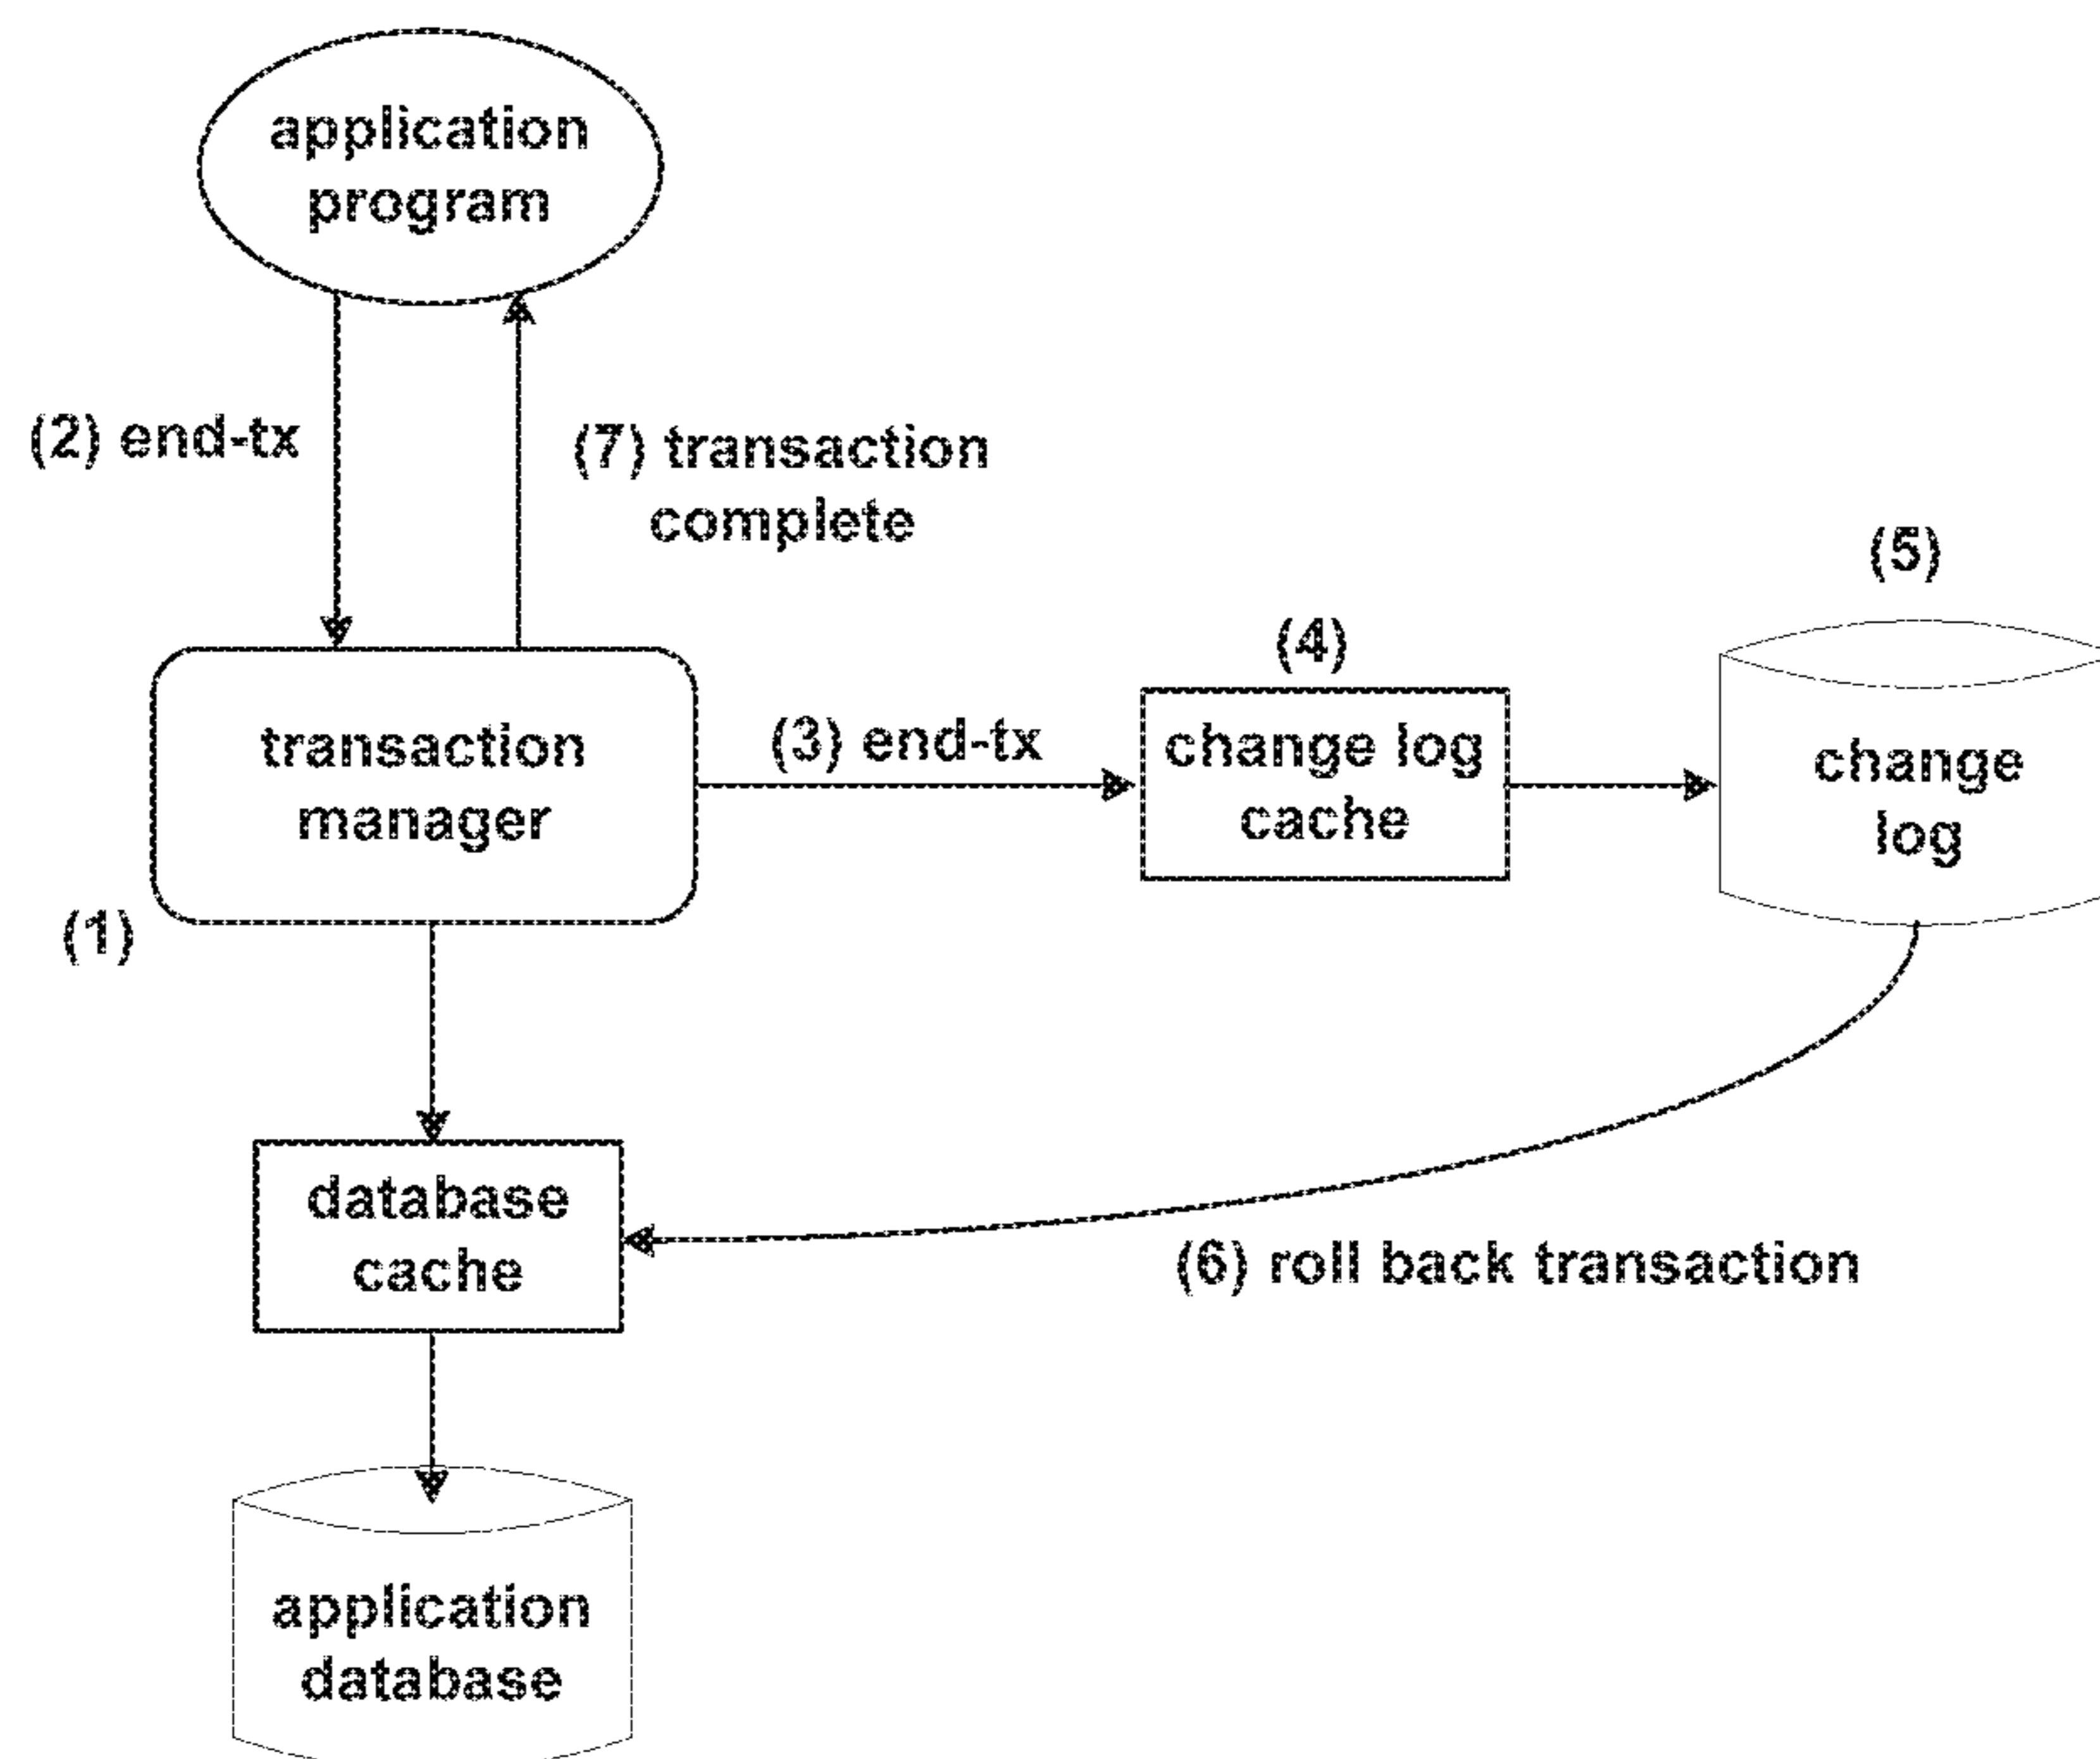 application
program
(2) end-tx
(7) transaction
complete
(5)
(4)
transaction
manager
(3) end-tx
change log
cache
change
log
(1)
database
cache
(6) roll back transaction
application
database